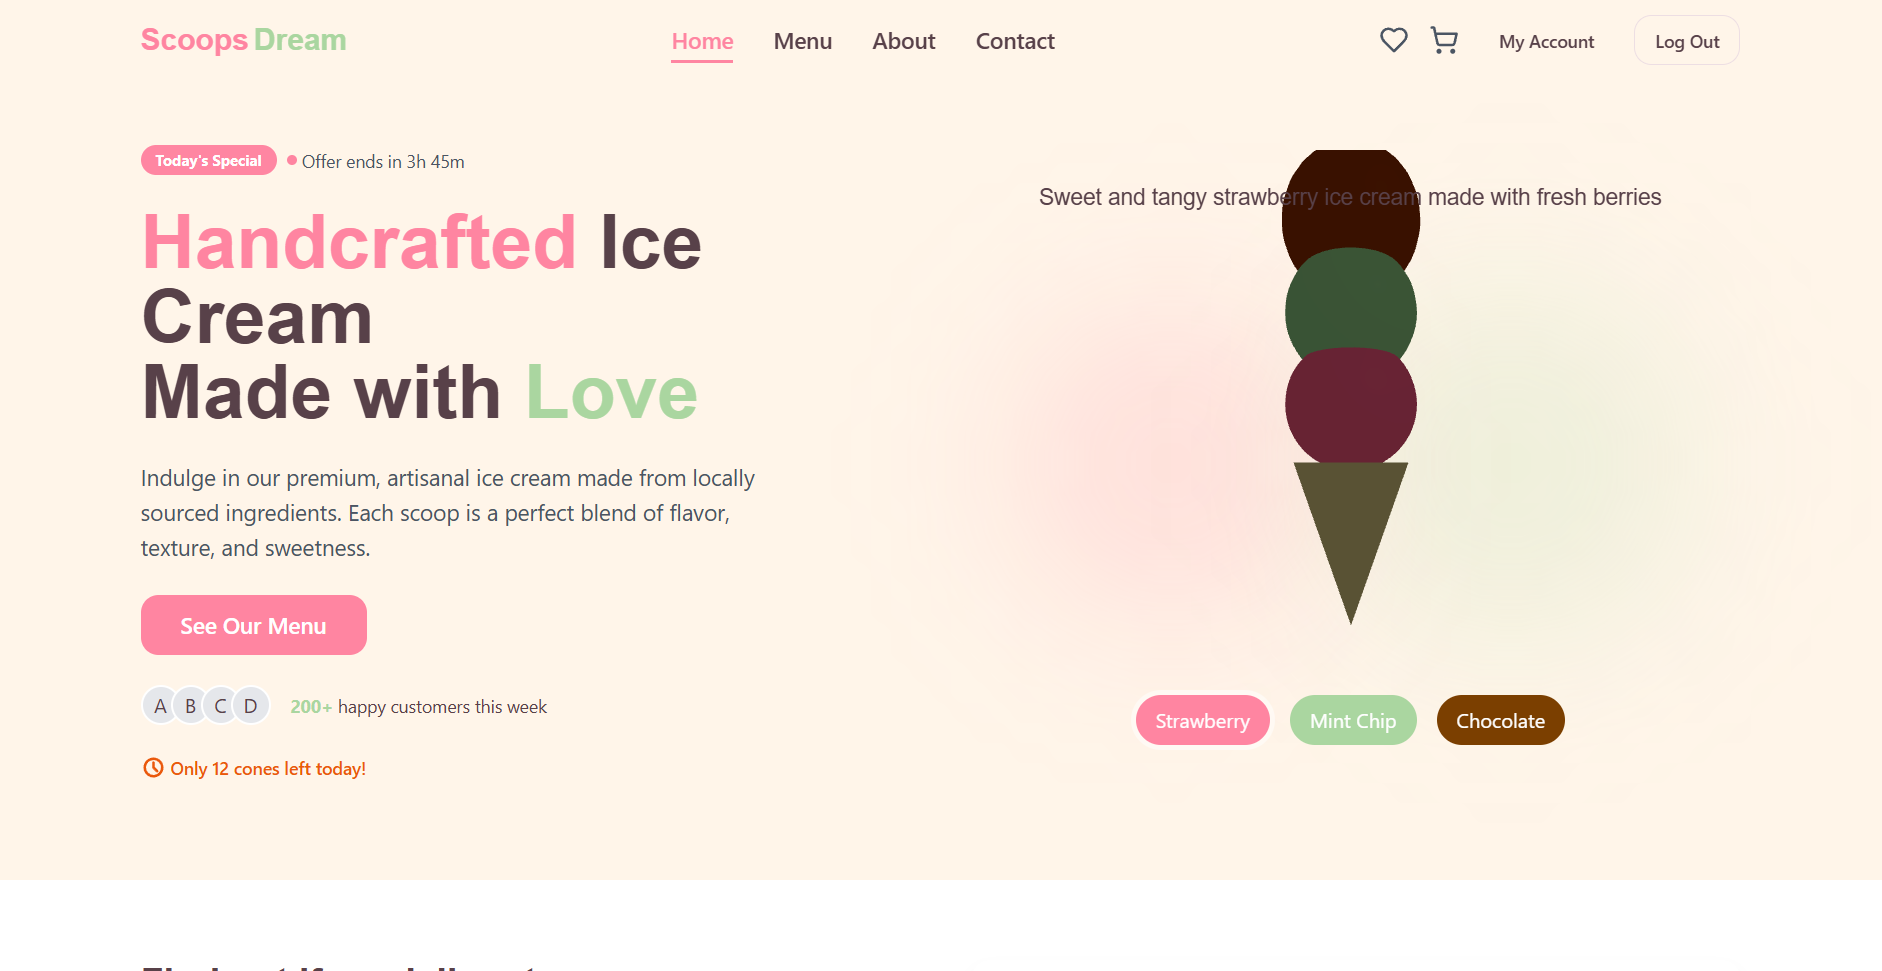 Scoops Dream
Home Menu About Contact
My Account Log Out
Today's Special Offer ends in 3h 45m
Handcrafted Ice
Cream
Made with Love
Indulge in our premium, artisanal ice cream made from locally
sourced ingredients. Each scoop is a perfect blend of flavor,
texture, and sweetness.
See Our Menu
A B C D 200+ happy customers this week
Only 12 cones left today!
Sweet and tangy strawberry ice cream made with fresh berries
Strawberry Mint Chip Chocolate